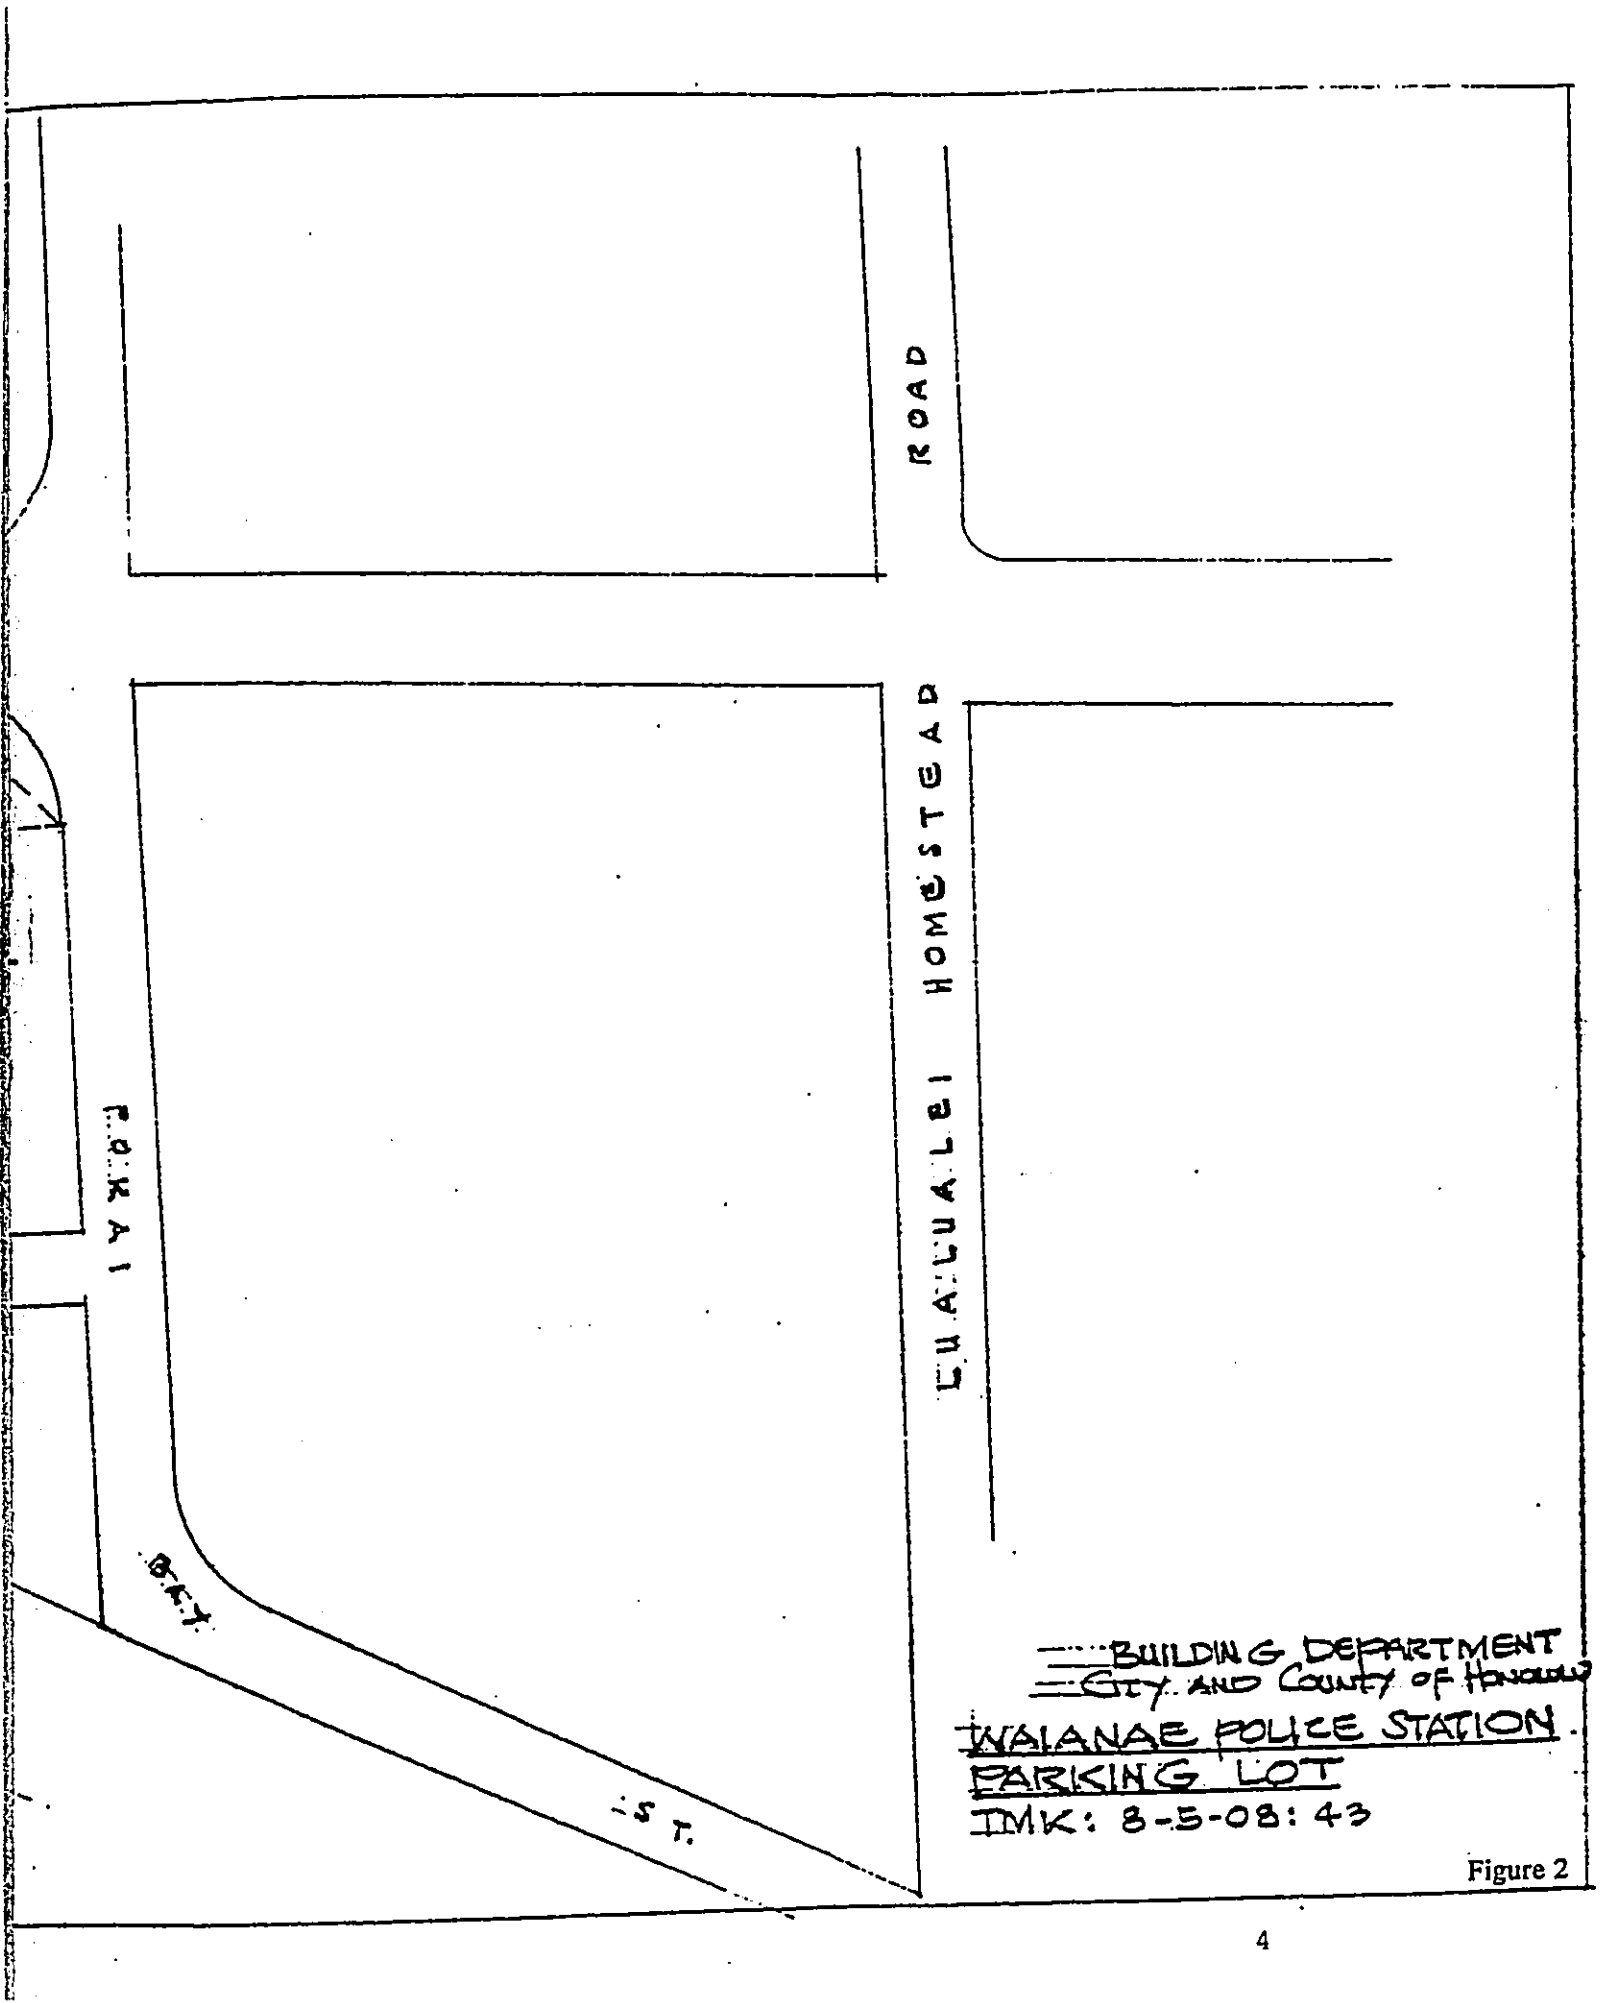 ROAD
LUALUALEI HOMESTEAD
POKAI
BAY
ST.
BUILDING DEPARTMENT
CITY AND COUNTY OF HONOLULU
WAIANAE POLICE STATION
PARKING LOT
TMK: 8-5-08: 43
Figure 2
4